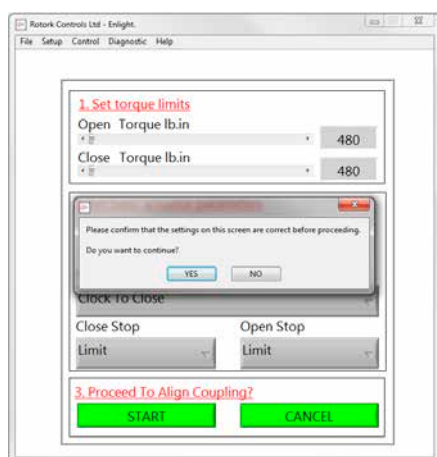 Rotork Controls Ltd - Enlight.
File Setup Control Diagnostic Help
1. Set torque limits
Open Torque lb.in
480
Close Torque lb.in
480
Please confirm that the settings on this screen are correct before proceeding.
Do you want to continue?
YES NO
Clock To Close
Close Stop Open Stop
Limit Limit
3. Proceed To Align Coupling?
START CANCEL